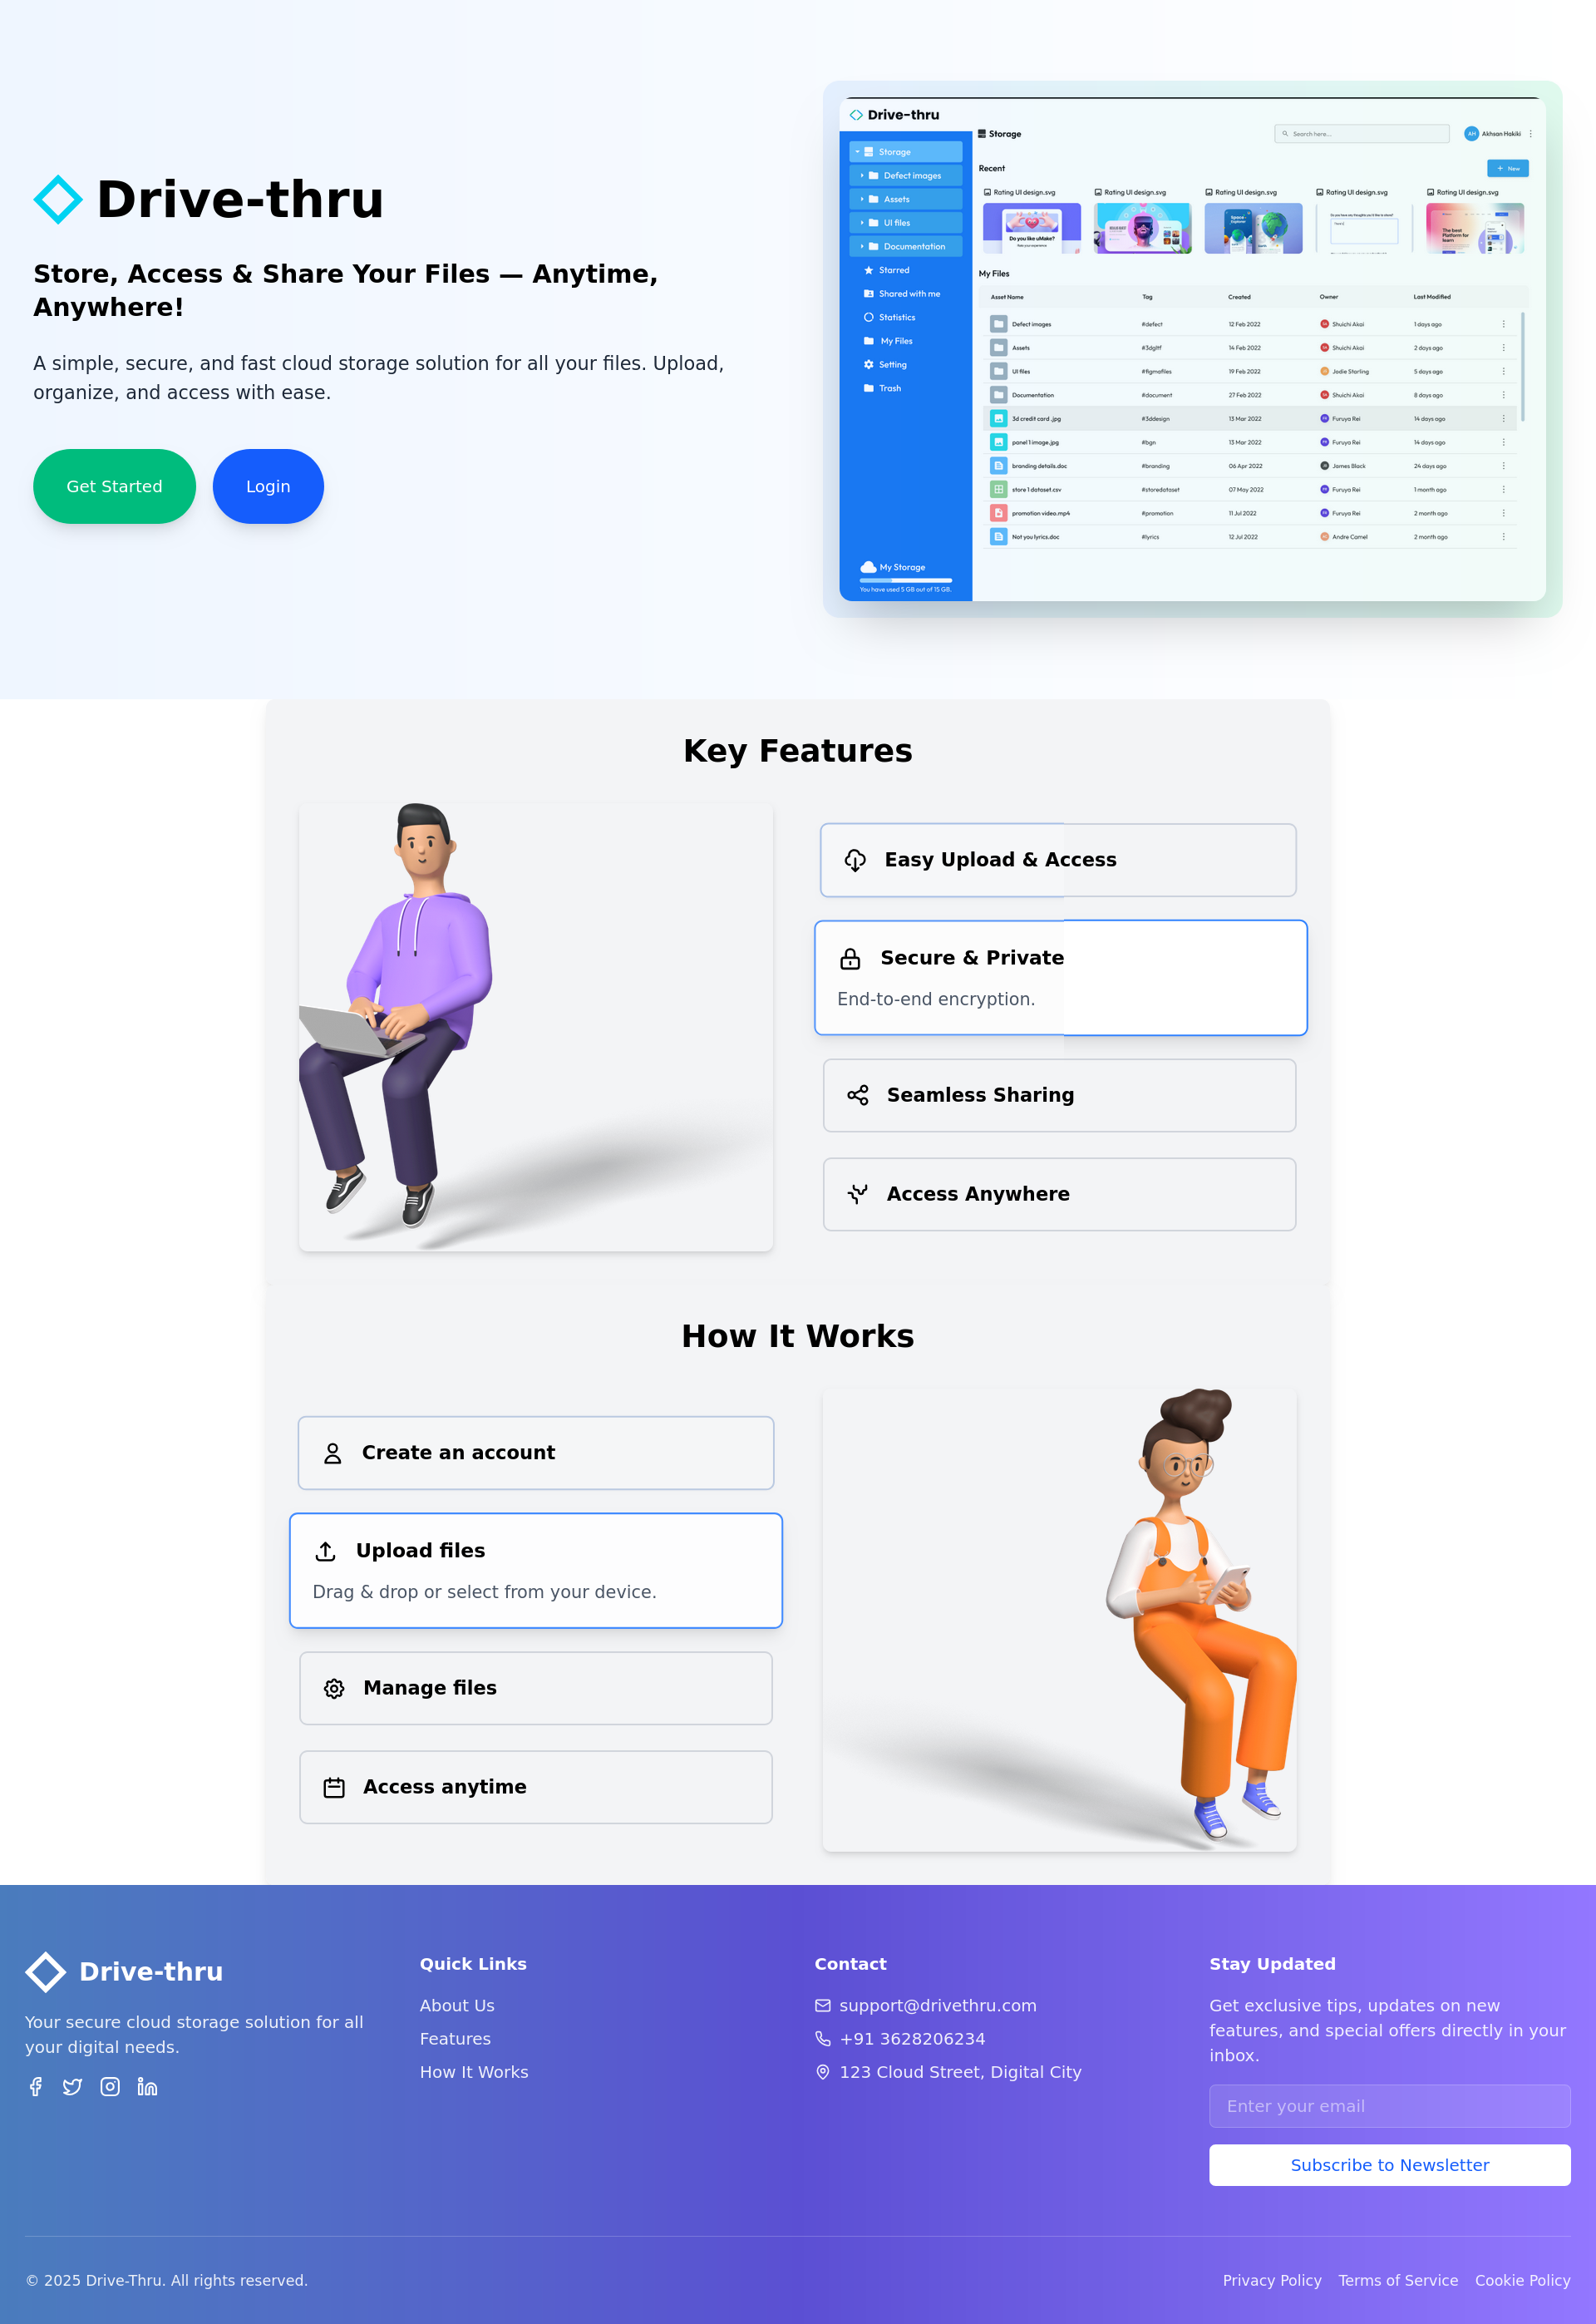 Drive-thru
Store, Access & Share Your Files — Anytime,
Anywhere!
A simple, secure, and fast cloud storage solution for all your files. Upload,
organize, and access with ease.
Get Started
Login
Drive-thru
Storage
Defect images
Assets
UI files
Documentation
Starred
Shared with me
Statistics
My Files
Setting
Trash
My Storage
You have used 5 GB out of 15 GB.
Storage
Search here...
AH Akhsan Hakiki
Recent
+ New
Rating UI design.svg
Rating UI design.svg
Rating UI design.svg
Rating UI design.svg
Rating UI design.svg
Do you like uMake?
The best
Platform for
learn
My Files
Asset Name Tag Created Owner Last Modified
Defect images #defect 12 Feb 2022 Shuichi Akai 1 days ago
Assets #3dgltf 14 Feb 2022 Shuichi Akai 2 days ago
UI files #figmafiles 19 Feb 2022 Jodie Starling 5 days ago
Documentation #document 27 Feb 2022 Shuichi Akai 8 days ago
3d credit card .jpg #3ddesign 13 Mar 2022 Furuya Rei 14 days ago
panel 1 image.jpg #bgn 13 Mar 2022 Furuya Rei 14 days ago
branding details.doc #branding 06 Apr 2022 James Black 24 days ago
store 1 dataset.csv #storedataset 07 May 2022 Furuya Rei 1 month ago
promotion video.mp4 #promotion 11 Jul 2022 Furuya Rei 2 month ago
Not you lyrics.doc #lyrics 12 Jul 2022 Andre Camel 2 month ago
Key Features
Easy Upload & Access
Secure & Private
End-to-end encryption.
Seamless Sharing
Access Anywhere
How It Works
Create an account
Upload files
Drag & drop or select from your device.
Manage files
Access anytime
Drive-thru
Your secure cloud storage solution for all
your digital needs.
Quick Links
About Us
Features
How It Works
Contact
support@drivethru.com
+91 3628206234
123 Cloud Street, Digital City
Stay Updated
Get exclusive tips, updates on new
features, and special offers directly in your
inbox.
Enter your email
Subscribe to Newsletter
© 2025 Drive-Thru. All rights reserved.
Privacy Policy Terms of Service Cookie Policy